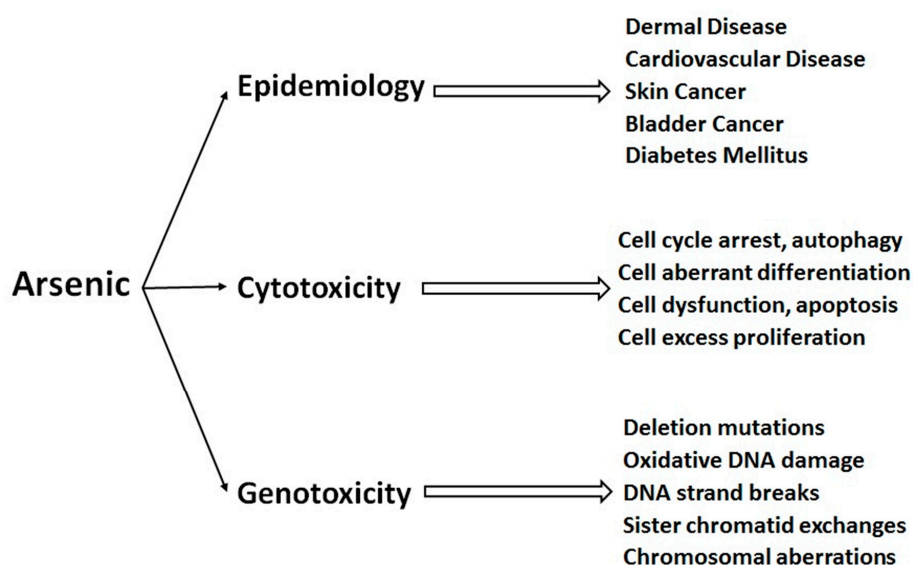 Dermal Disease
Epidemiology
Cardiovascular Disease
Skin Cancer
Bladder Cancer
Diabetes Mellitus
Arsenic
Cytotoxicity
Cell cycle arrest, autophagy
Cell aberrant differentiation
Cell dysfunction, apoptosis
Cell excess proliferation
Genotoxicity
Deletion mutations
Oxidative DNA damage
DNA strand breaks
Sister chromatid exchanges
Chromosomal aberrations